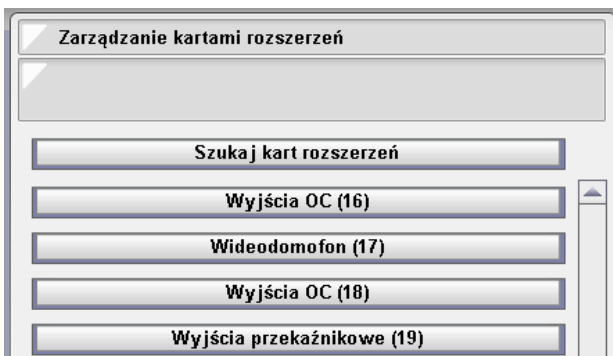 Zarządzanie kartami rozszerzeń
Szukaj kart rozszerzeń
Wyjścia OC (16)
Wideodomofon (17)
Wyjścia OC (18)
Wyjścia przekaźnikowe (19)